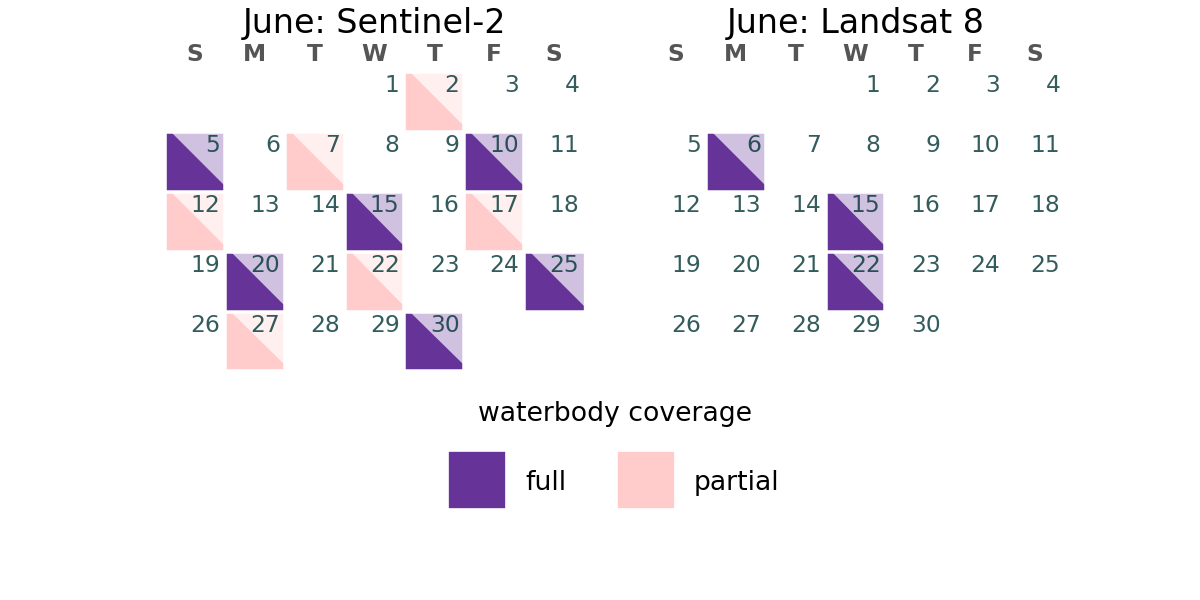 June: Sentinel-2
S M T W T F S
1 2 3 4
5 6 7 8 9 10 11
12 13 14 15 16 17 18
19 20 21 22 23 24 25
26 27 28 29 30
June: Landsat 8
S M T W T F S
1 2 3 4
5 6 7 8 9 10 11
12 13 14 15 16 17 18
19 20 21 22 23 24 25
26 27 28 29 30
waterbody coverage
full partial